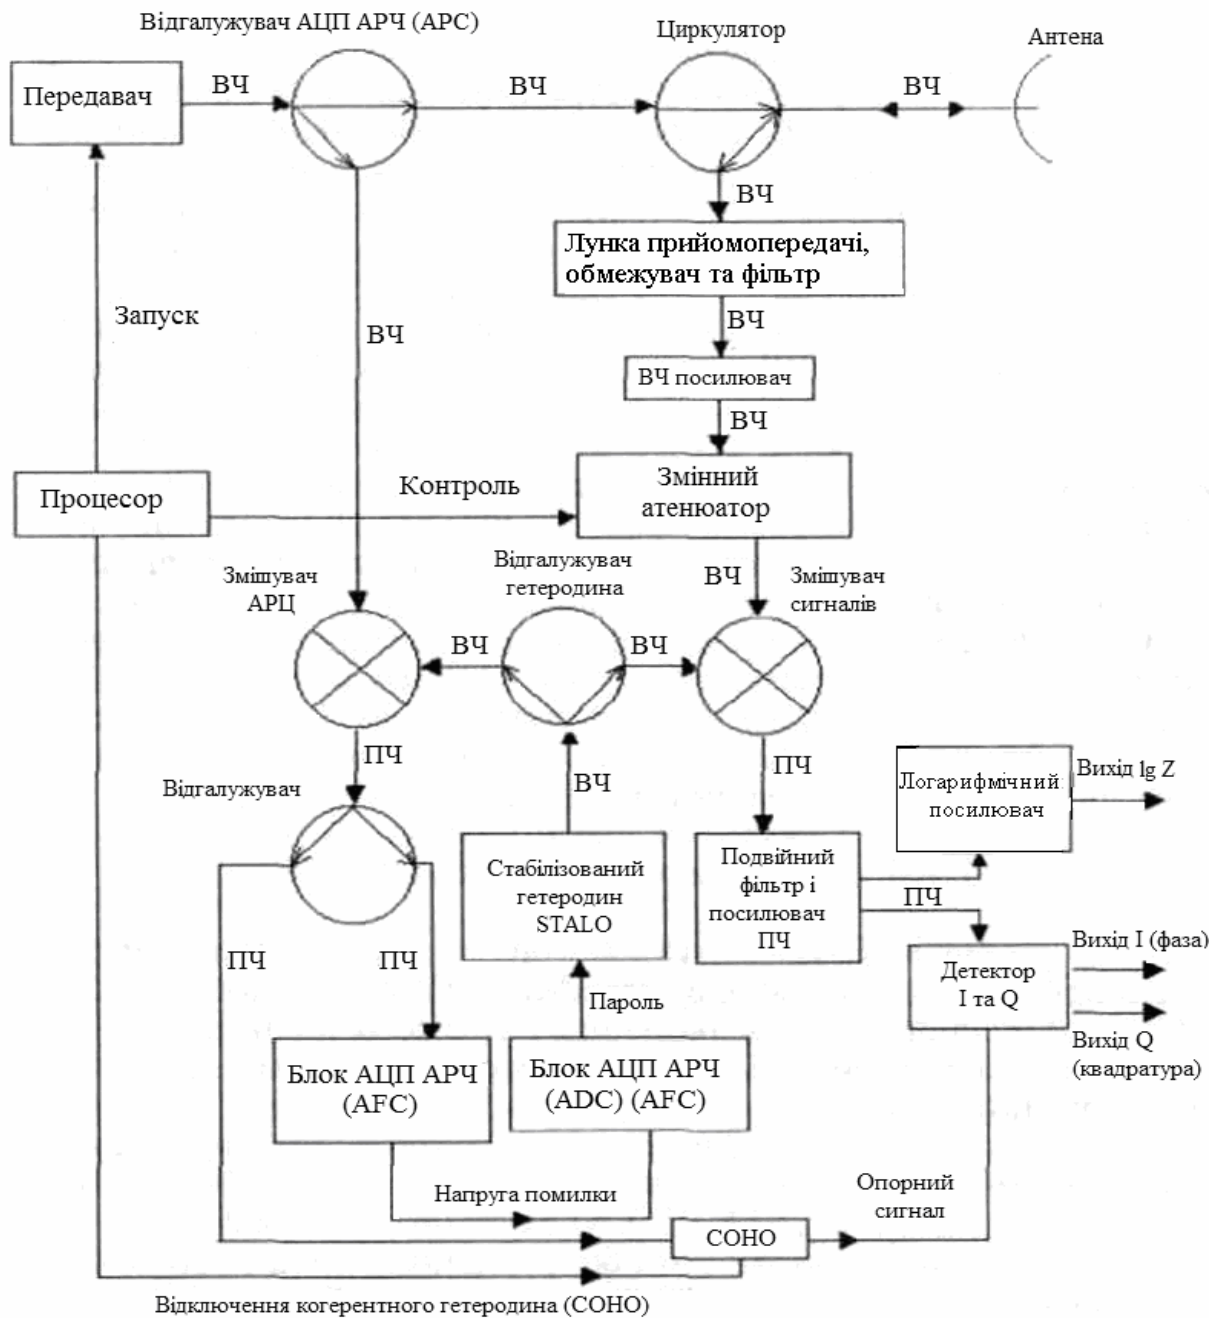 Відгалужувач АЦП АРЧ (АРС)
Циркулятор
Антена
Передавач
ВЧ
ВЧ
ВЧ
ВЧ
Лунка прийомопередачі,
обмежувач та фільтр
Запуск
ВЧ
ВЧ
ВЧ посилювач
ВЧ
Процесор
Контроль
Змінний
атенюатор
Змішувач
АРЦ
Відгалужувач
гетеродина
ВЧ
Змішувач
сигналів
ВЧ
ВЧ
ПЧ
ВЧ
ПЧ
Відгалужувач
Логарифмічний
посилювач
Вихід lg Z
Стабілізований
гетеродин
STALO
Подвійний
фільтр і
посилювач
ПЧ
ПЧ
ПЧ
ПЧ
Пароль
Детектор
I та Q
Вихід I (фаза)
Вихід Q
(квадратура)
Блок АЦП АРЧ
(AFC)
Блок АЦП АРЧ
(ADC) (AFC)
Напруга помилки
Опорний
сигнал
СОНО
Відключення когерентного гетеродина (СОНО)